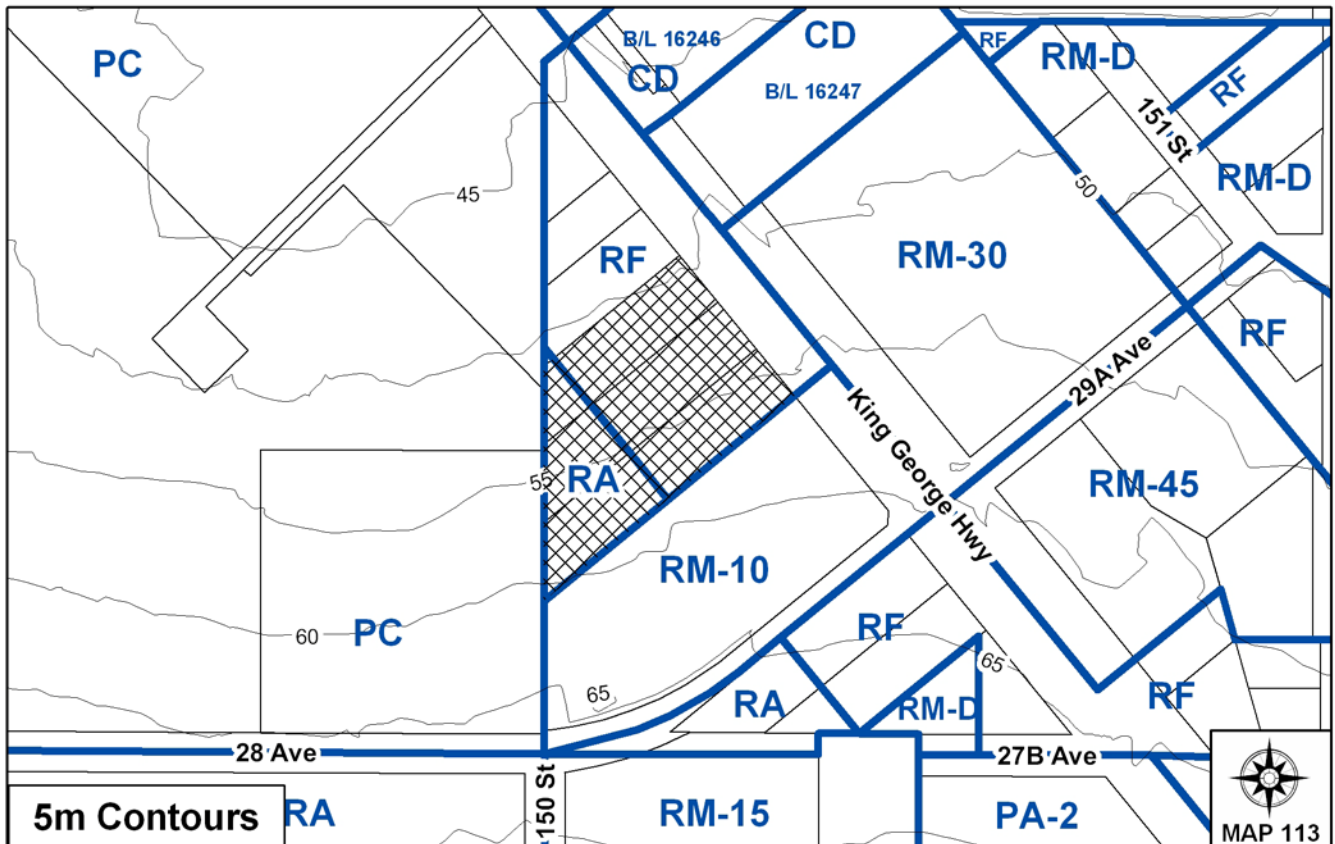 B/L 16246
CD
RF
PC
RM-D
CD
B/L 16247
RF
151 St
RM-D
50
45
RM-30
RF
RF
29A Ave
King George Hwy
55
RA
RM-45
RM-10
60
PC
RF
65
65
RA
RM-D
RF
28 Ave
27B Ave
150 St
5m Contours
RA
RM-15
PA-2
MAP 113